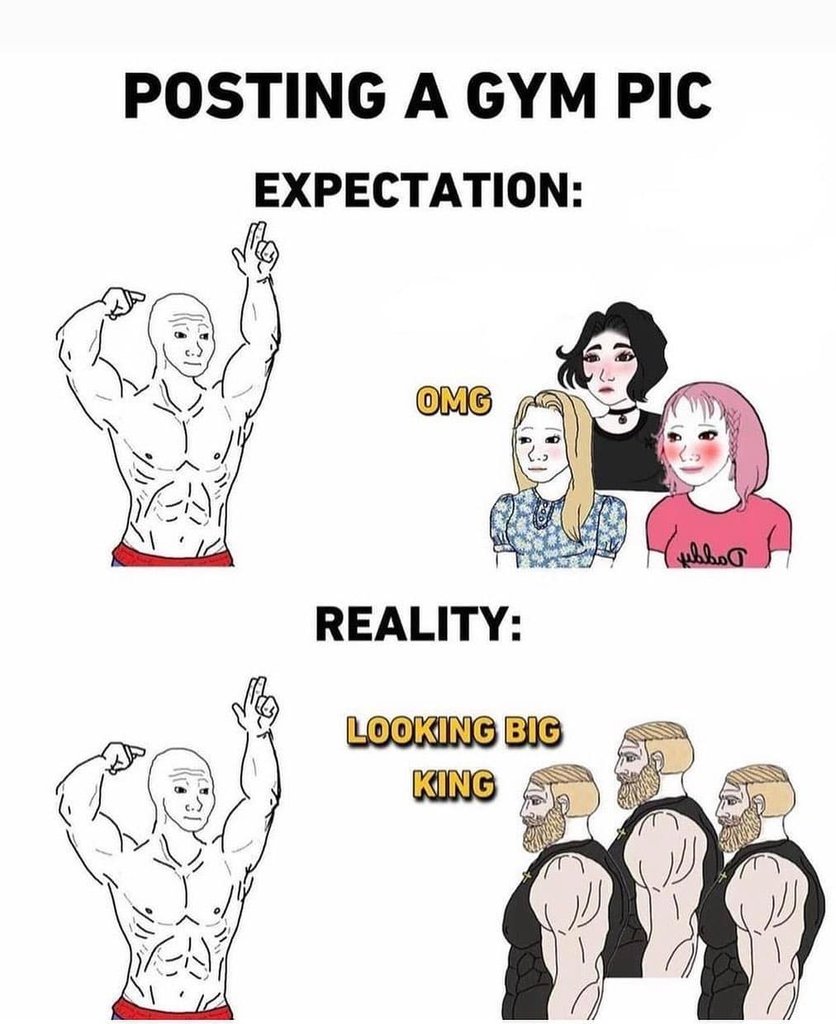 POSTING A GYM PIC
EXPECTATION:
OMG
Daddy
REALITY:
LOOKING BIG
KING